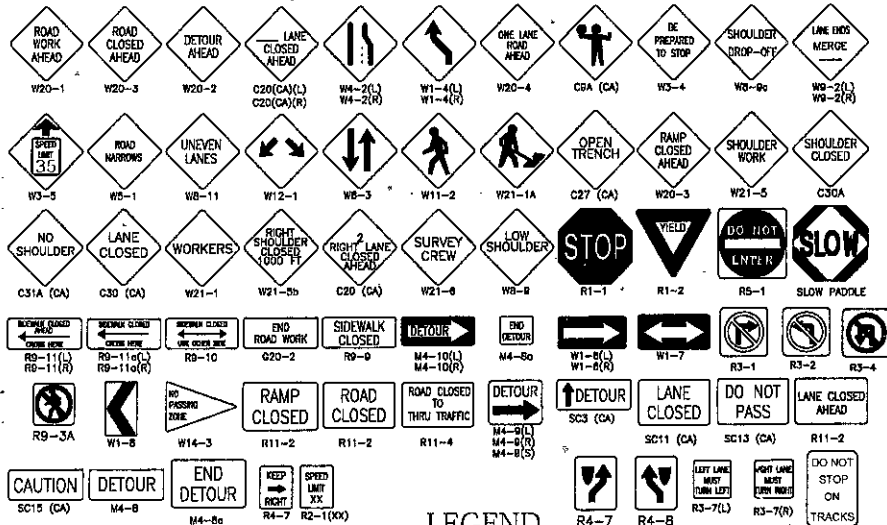 ROAD
WORK
AHEAD
W20-1
ROAD
CLOSED
AHEAD
W20-3
DETOUR
AHEAD
W20-2
LANE
CLOSED
AHEAD
C20(CA)(L)
C20(CA)(R)
W4-2(L)
W4-2(R)
W1-4(L)
W1-4(R)
ONE LANE
ROAD
AHEAD
W20-4
C9A (CA)
BE
PREPARED
TO STOP
W3-4
SHOULDER
DROP-OFF
W8-9a
LANE ENDS
MERGE
W9-2(L)
W9-2(R)
SPEED
LIMIT
35
W3-5
ROAD
NARROWS
W5-1
UNEVEN
LANES
W8-11
W12-1
W6-3
W11-2
W21-1A
OPEN
TRENCH
C27 (CA)
RAMP
CLOSED
AHEAD
W20-3
SHOULDER
WORK
W21-5
SHOULDER
CLOSED
C30A
NO
SHOULDER
C31A (CA)
LANE
CLOSED
C30 (CA)
WORKERS
W21-1
RIGHT
SHOULDER
CLOSED
1000 FT
W21-5b
2
RIGHT LANE
CLOSED
AHEAD
C20 (CA)
SURVEY
CREW
W21-6
LOW
SHOULDER
W8-9
STOP
R1-1
YIELD
R1-2
DO NOT
ENTER
R5-1
SLOW
SLOW PADDLE
SIDEWALK CLOSED
AHEAD
CROSS HERE
R9-11(L)
R9-11(R)
SIDEWALK CLOSED
CROSS HERE
R9-11a(L)
R9-11a(R)
SIDEWALK CLOSED
USE OTHER SIDE
R9-10
END
ROAD WORK
G20-2
SIDEWALK
CLOSED
R9-9
DETOUR
M4-10(L)
M4-10(R)
END
DETOUR
M4-8a
W1-6(L)
W1-6(R)
W1-7
R3-1
R3-2
R3-4
R9-3A
W1-8
NO
PASSING
ZONE
W14-3
RAMP
CLOSED
R11-2
ROAD
CLOSED
R11-2
ROAD CLOSED
TO
THRU TRAFFIC
R11-4
DETOUR
M4-9(L)
M4-9(R)
M4-9(S)
DETOUR
SC3 (CA)
LANE
CLOSED
SC11 (CA)
DO NOT
PASS
SC13 (CA)
LANE CLOSED
AHEAD
R11-2
CAUTION
SC15 (CA)
DETOUR
M4-8
END
DETOUR
M4-8a
KEEP
RIGHT
R4-7
SPEED
LIMIT
XX
R2-1(XX)
LEGEND
R4-7
R4-8
LEFT LANE
MUST
TURN LEFT
R3-7(L)
RIGHT LANE
MUST
TURN RIGHT
R3-7(R)
DO NOT
STOP
ON
TRACKS